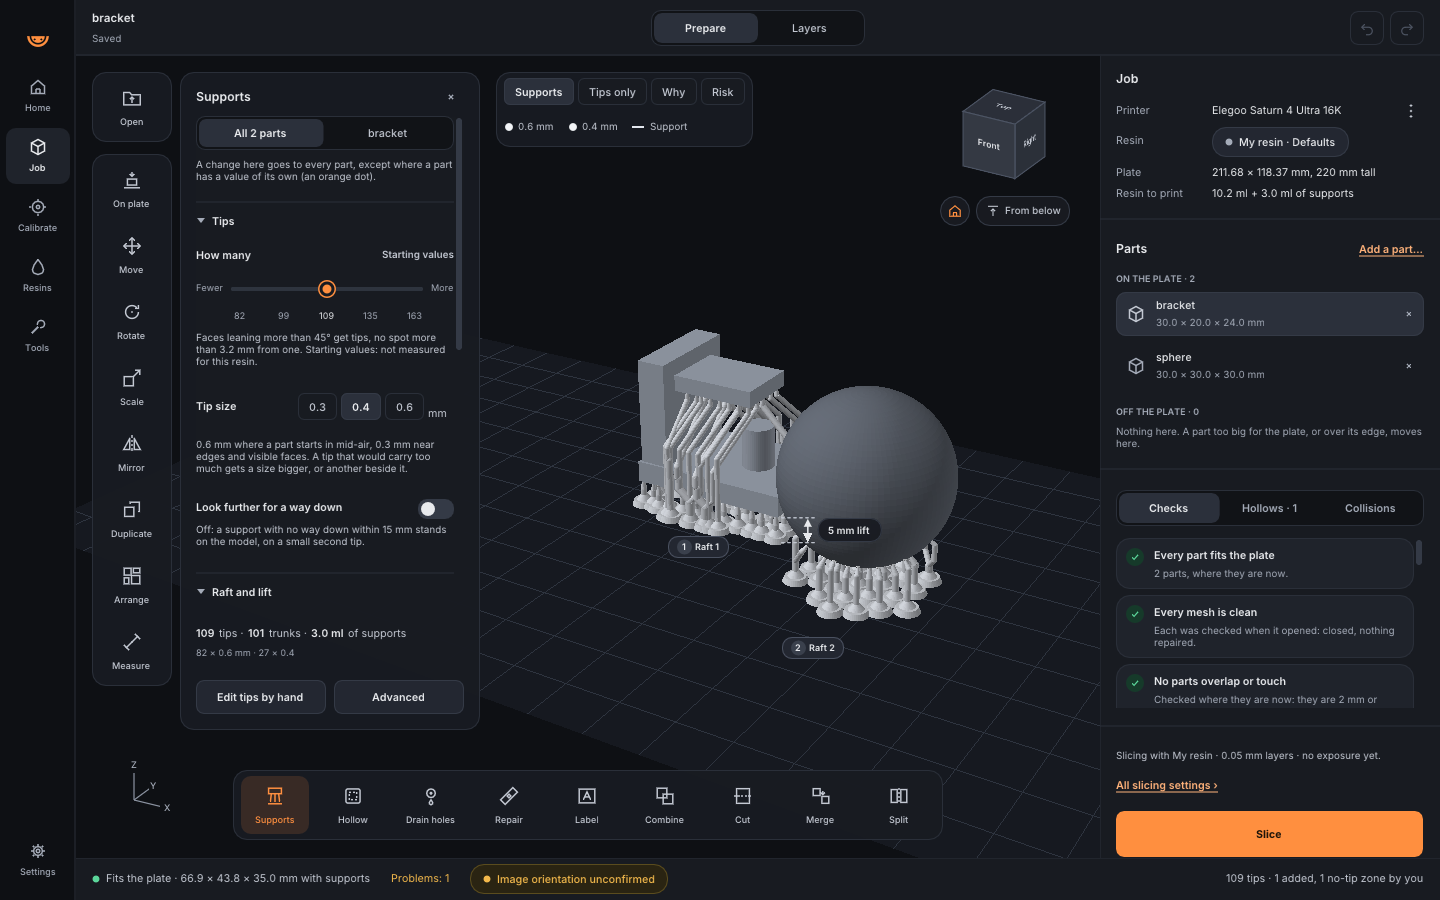 bracket
Saved
Prepare
Layers
Home
Job
Calibrate
Resins
Tools
Settings
Open
On plate
Move
Rotate
Scale
Mirror
Duplicate
Arrange
Measure
Supports
×
All 2 parts
bracket
A change here goes to every part, except where a part
has a value of its own (an orange dot).
Tips
How many
Starting values
Fewer
More
82 99 109 135 163
Faces leaning more than 45° get tips, no spot more
than 3.2 mm from one. Starting values: not measured
for this resin.
Tip size
0.3 0.4 0.6 mm
0.6 mm where a part starts in mid-air, 0.3 mm near
edges and visible faces. A tip that would carry too
much gets a size bigger, or another beside it.
Look further for a way down
Off: a support with no way down within 15 mm stands
on the model, on a small second tip.
Raft and lift
109 tips · 101 trunks · 3.0 ml of supports
82 × 0.6 mm · 27 × 0.4
Edit tips by hand
Advanced
Supports
Tips only
Why
Risk
0.6 mm
0.4 mm
Support
Top
Front
Right
From below
5 mm lift
1 Raft 1
2 Raft 2
Z
Y
X
Supports
Hollow
Drain holes
Repair
Label
Combine
Cut
Merge
Split
Job
Printer Elegoo Saturn 4 Ultra 16K
Resin My resin · Defaults
Plate 211.68 × 118.37 mm, 220 mm tall
Resin to print 10.2 ml + 3.0 ml of supports
Parts
Add a part...
ON THE PLATE · 2
bracket
30.0 × 20.0 × 24.0 mm
×
sphere
30.0 × 30.0 × 30.0 mm
×
OFF THE PLATE · 0
Nothing here. A part too big for the plate, or over its edge, moves
here.
Checks
Hollows · 1
Collisions
Every part fits the plate
2 parts, where they are now.
Every mesh is clean
Each was checked when it opened: closed, nothing
repaired.
No parts overlap or touch
Checked where they are now: they are 2 mm or
Slicing with My resin · 0.05 mm layers · no exposure yet.
All slicing settings ›
Slice
Fits the plate · 66.9 × 43.8 × 35.0 mm with supports
Problems: 1
Image orientation unconfirmed
109 tips · 1 added, 1 no-tip zone by you